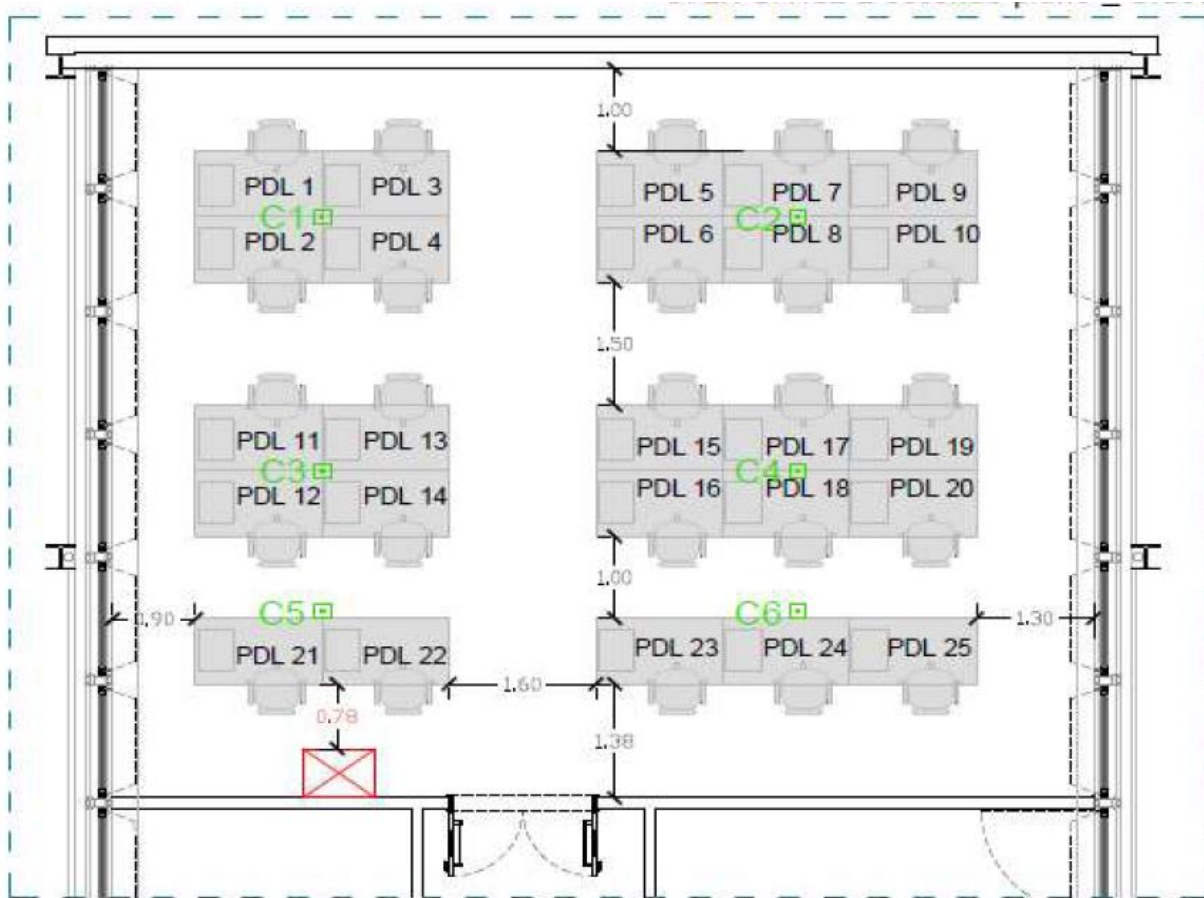 1.00
PDL 1 PDL 3 PDL 5 PDL 7 PDL 9
C1 C2
PDL 2 PDL 4 PDL 6 PDL 8 PDL 10
1.50
PDL 11 PDL 13 PDL 15 PDL 17 PDL 19
C3 C4
PDL 12 PDL 14 PDL 16 PDL 18 PDL 20
1.00
0.90 C5 C6 1.30
PDL 21 PDL 22 PDL 23 PDL 24 PDL 25
1.60
0.78
1.38